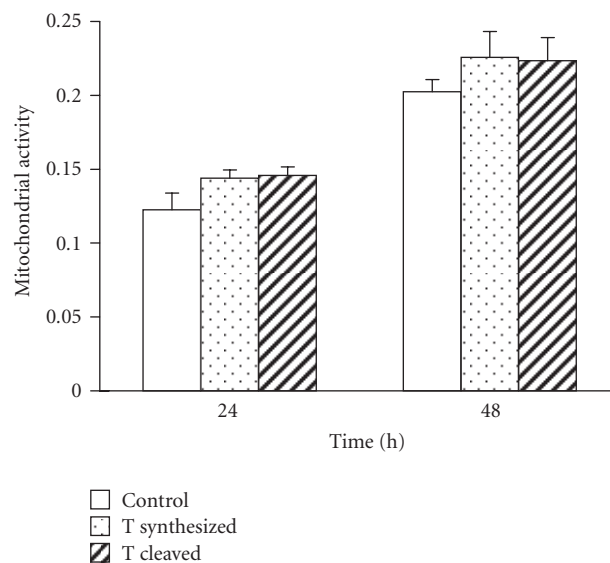 0.25
0.2
0.15
0.1
0.05
0
Mitochondrial activity
24 48
Time (h)
Control
T synthesized
T cleaved